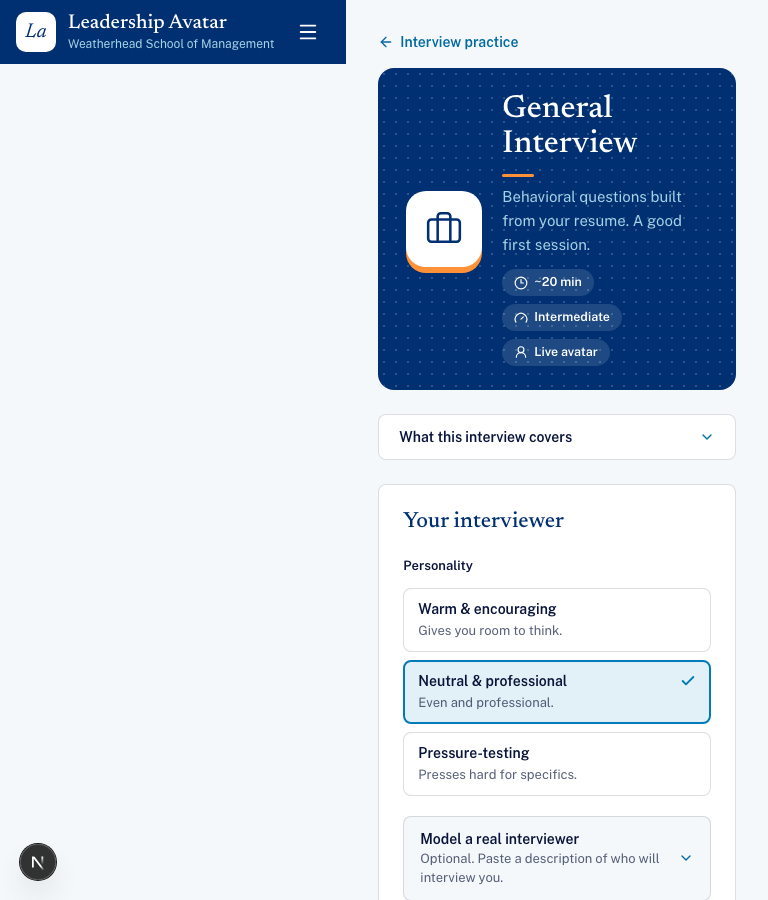 La
Leadership Avatar
Weatherhead School of Management
Interview practice
General
Interview
Behavioral questions built
from your resume. A good
first session.
~20 min
Intermediate
Live avatar
What this interview covers
Your interviewer
Personality
Warm & encouraging
Gives you room to think.
Neutral & professional
Even and professional.
Pressure-testing
Presses hard for specifics.
Model a real interviewer
Optional. Paste a description of who will
interview you.
N